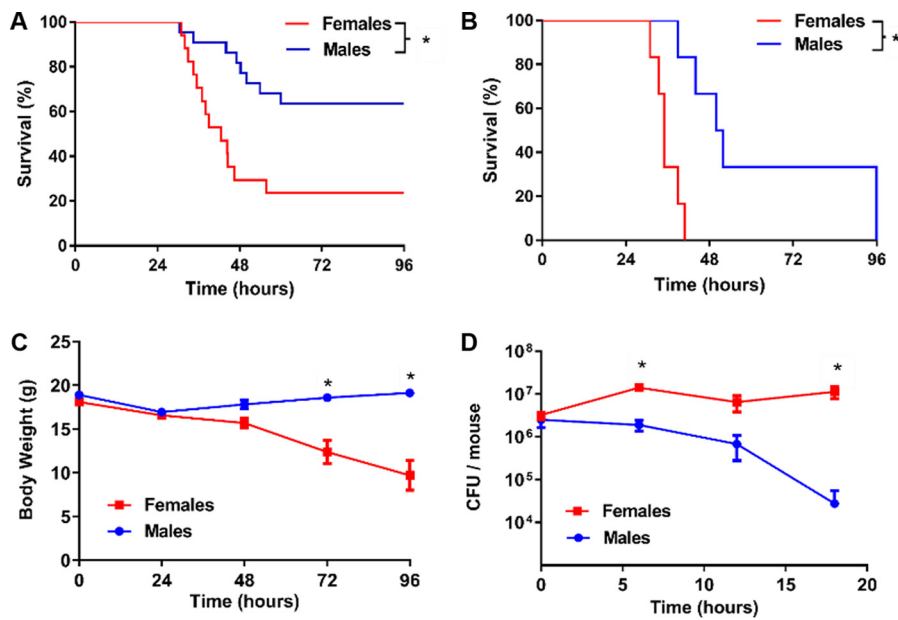 A
Females
Males
*
Survival (%)
100
80
60
40
20
0
0 24 48 72 96
Time (hours)
B
Females
Males
*
Survival (%)
100
80
60
40
20
0
0 24 48 72 96
Time (hours)
C
Body Weight (g)
25
20
15
10
5
0
* *
Females
Males
0 24 48 72 96
Time (hours)
D
CFU / mouse
10⁸
10⁷
10⁶
10⁵
10⁴
* *
Females
Males
0 5 10 15 20
Time (hours)